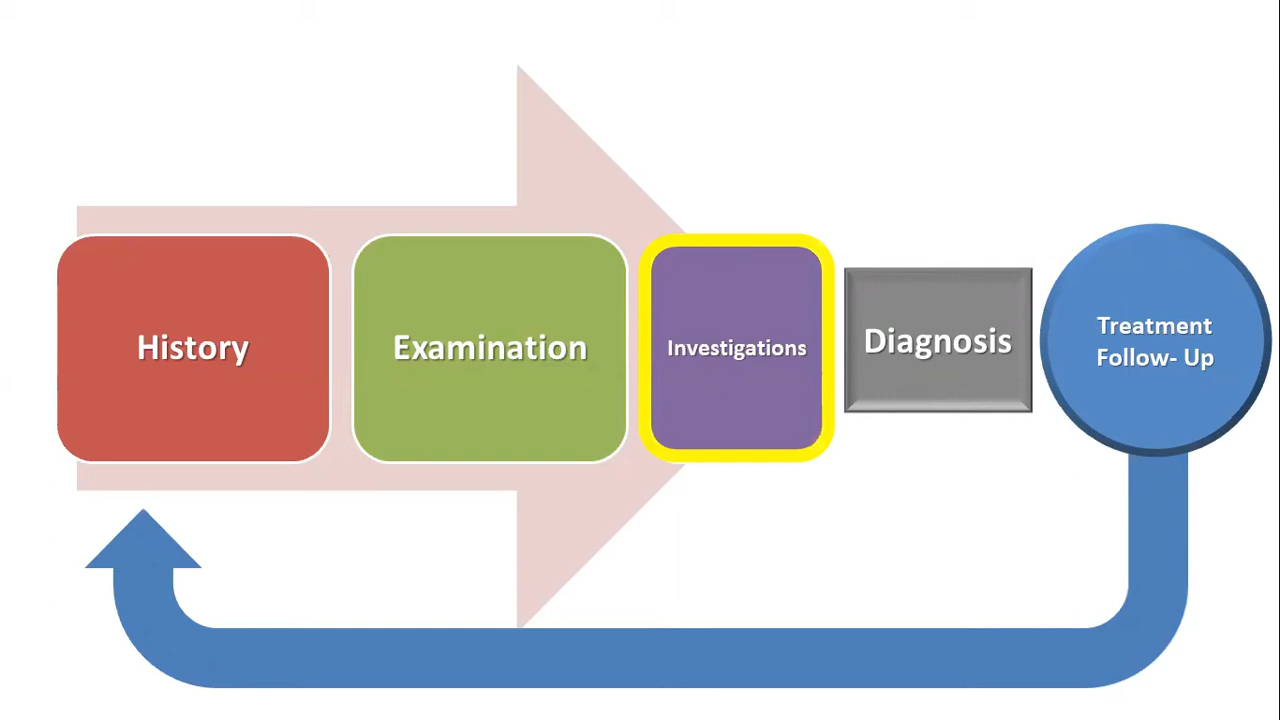 History
Examination
Investigations
Diagnosis
Treatment
Follow- Up